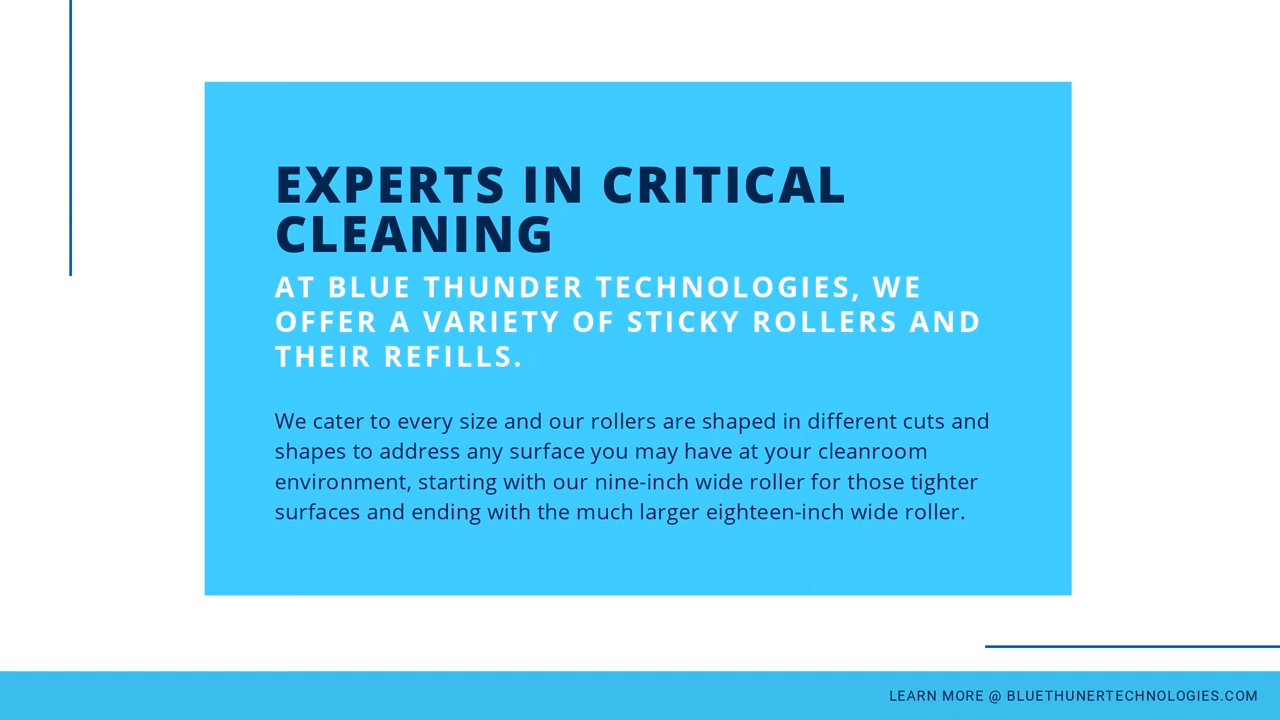 EXPERTS IN CRITICAL
CLEANING
AT BLUE THUNDER TECHNOLOGIES, WE
OFFER A VARIETY OF STICKY ROLLERS AND
THEIR REFILLS.
We cater to every size and our rollers are shaped in different cuts and
shapes to address any surface you may have at your cleanroom
environment, starting with our nine-inch wide roller for those tighter
surfaces and ending with the much larger eighteen-inch wide roller.
LEARN MORE @ BLUETHUNERTECHNOLOGIES.COM